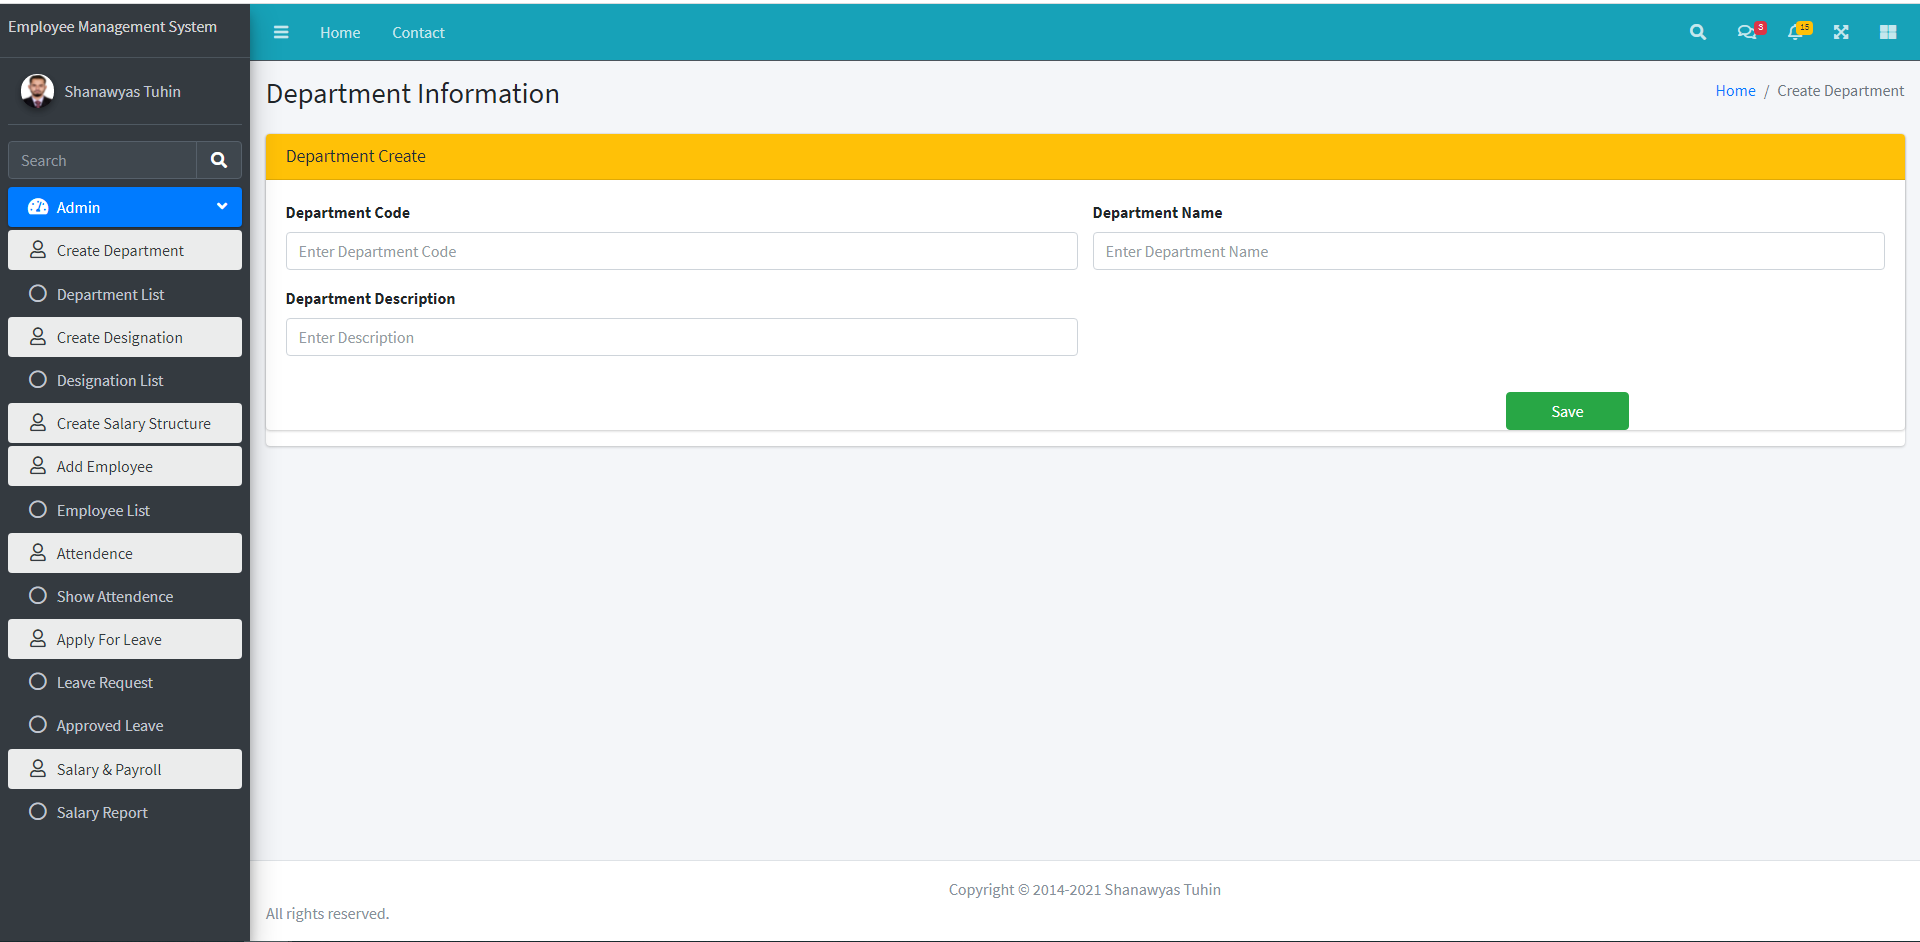 Employee Management System
Shanawyas Tuhin
Search
Admin
Create Department
Department List
Create Designation
Designation List
Create Salary Structure
Add Employee
Employee List
Attendence
Show Attendence
Apply For Leave
Leave Request
Approved Leave
Salary & Payroll
Salary Report
Home Contact 3 15
Department Information
Home / Create Department
Department Create
Department Code Department Name
Enter Department Code Enter Department Name
Department Description
Enter Description
Save
Copyright © 2014-2021 Shanawyas Tuhin
All rights reserved.